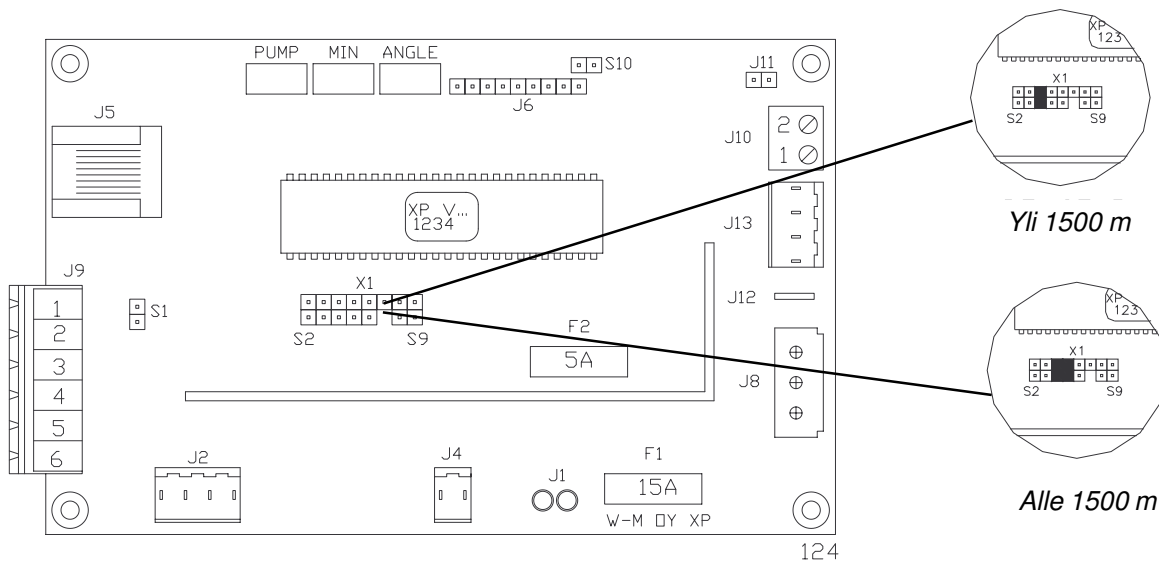 PUMP MIN ANGLE
S10
J11
J6
J5
J10
2
1
XP V...
1234
J13
J9
1
2
3
4
5
6
S1
X1
S2 S9
J12
F2
5A
J8
J2
J4
J1
F1
15A
W-M OY XP
124
XP
123
X1
S2 S9
Yli 1500 m
XP
123
X1
S2 S9
Alle 1500 m